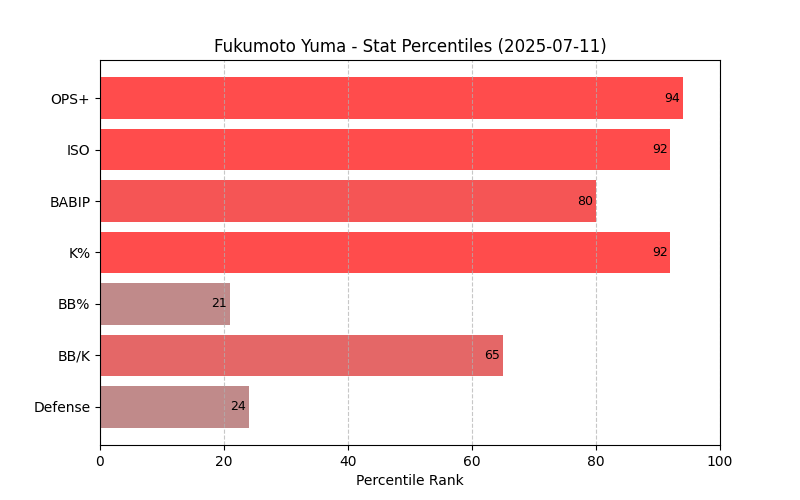 Fukumoto Yuma - Stat Percentiles (2025-07-11)
OPS+ 94
ISO 92
BABIP 80
K% 92
BB% 21
BB/K 65
Defense 24
0 20 40 60 80 100
Percentile Rank